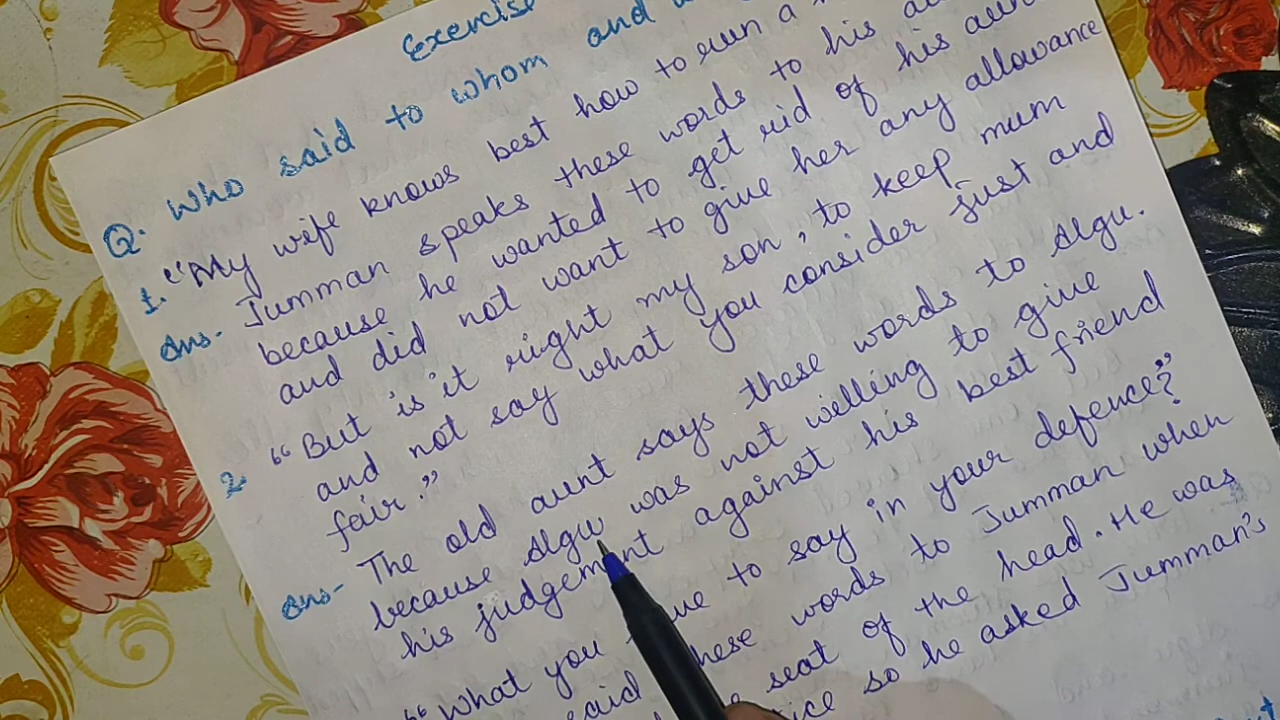 Exercise
Q. Who said to whom and
1. "My wife knows best how to run a
Ans- Jumman speaks these words to his
because he wanted to get rid of his aunt
and did not want to give her any allowance
2. "But is it right my son, to keep mum
and not say what you consider just and
fair."
Ans- The old aunt says these words to Algu.
because Algu was not willing to give
his judgement against his best friend
"What you to say in your defence?"
said these words to Jumman when
seat of the head. He was
so he asked Jumman's